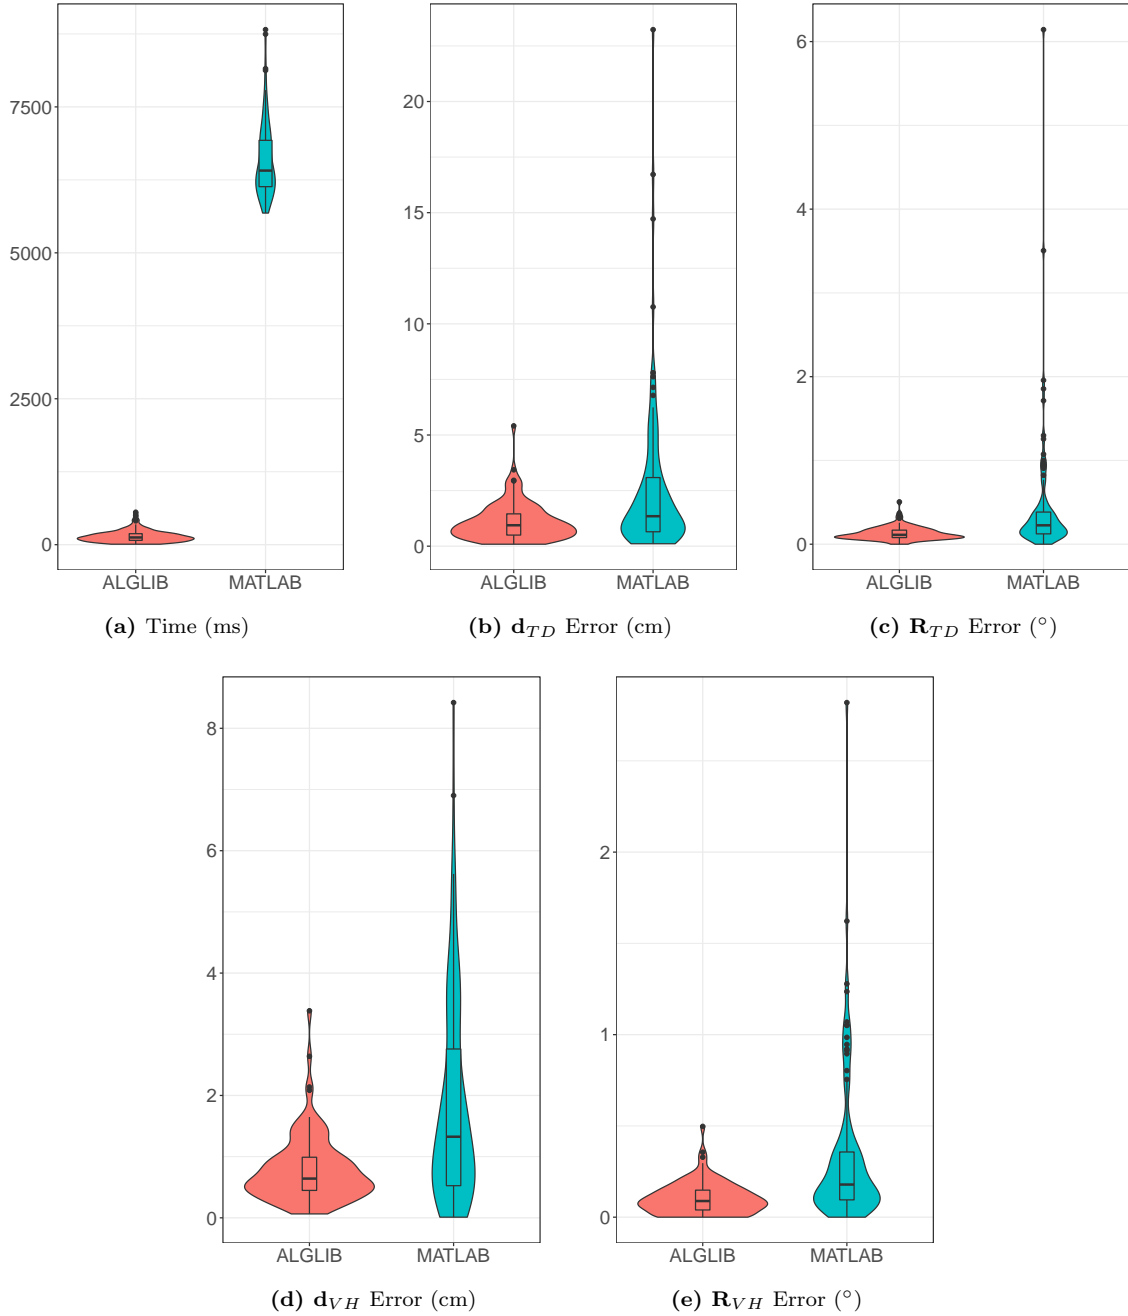 7500
5000
2500
0
ALGLIB MATLAB
(a) Time (ms)
20
15
10
5
0
ALGLIB MATLAB
(b) d_TD Error (cm)
6
4
2
0
ALGLIB MATLAB
(c) R_TD Error (°)
8
6
4
2
0
ALGLIB MATLAB
(d) d_VH Error (cm)
2
1
0
ALGLIB MATLAB
(e) R_VH Error (°)